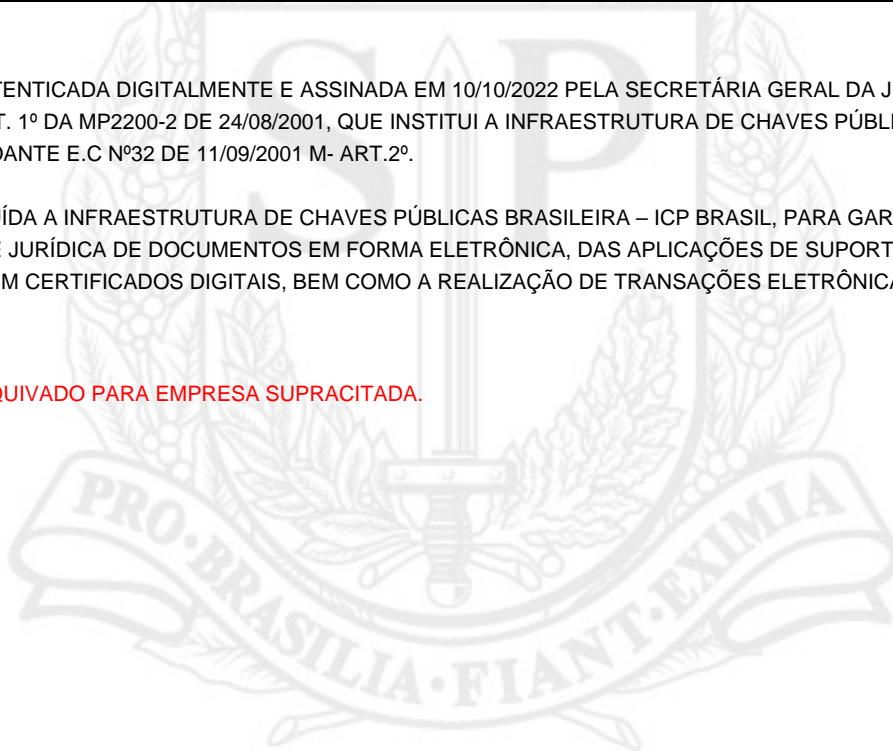 TENTICADA DIGITALMENTE E ASSINADA EM 10/10/2022 PELA SECRETÁRIA GERAL DA J
T. 1º DA MP2200-2 DE 24/08/2001, QUE INSTITUI A INFRAESTRUTURA DE CHAVES PÚBL
DANTE E.C Nº32 DE 11/09/2001 M- ART.2º.
ÍDA A INFRAESTRUTURA DE CHAVES PÚBLICAS BRASILEIRA – ICP BRASIL, PARA GAR
E JURÍDICA DE DOCUMENTOS EM FORMA ELETRÔNICA, DAS APLICAÇÕES DE SUPORT
M CERTIFICADOS DIGITAIS, BEM COMO A REALIZAÇÃO DE TRANSAÇÕES ELETRÔNICA
QUIVADO PARA EMPRESA SUPRACITADA.
SP
PRO·BRASILIA·FIANT·EXIMIA